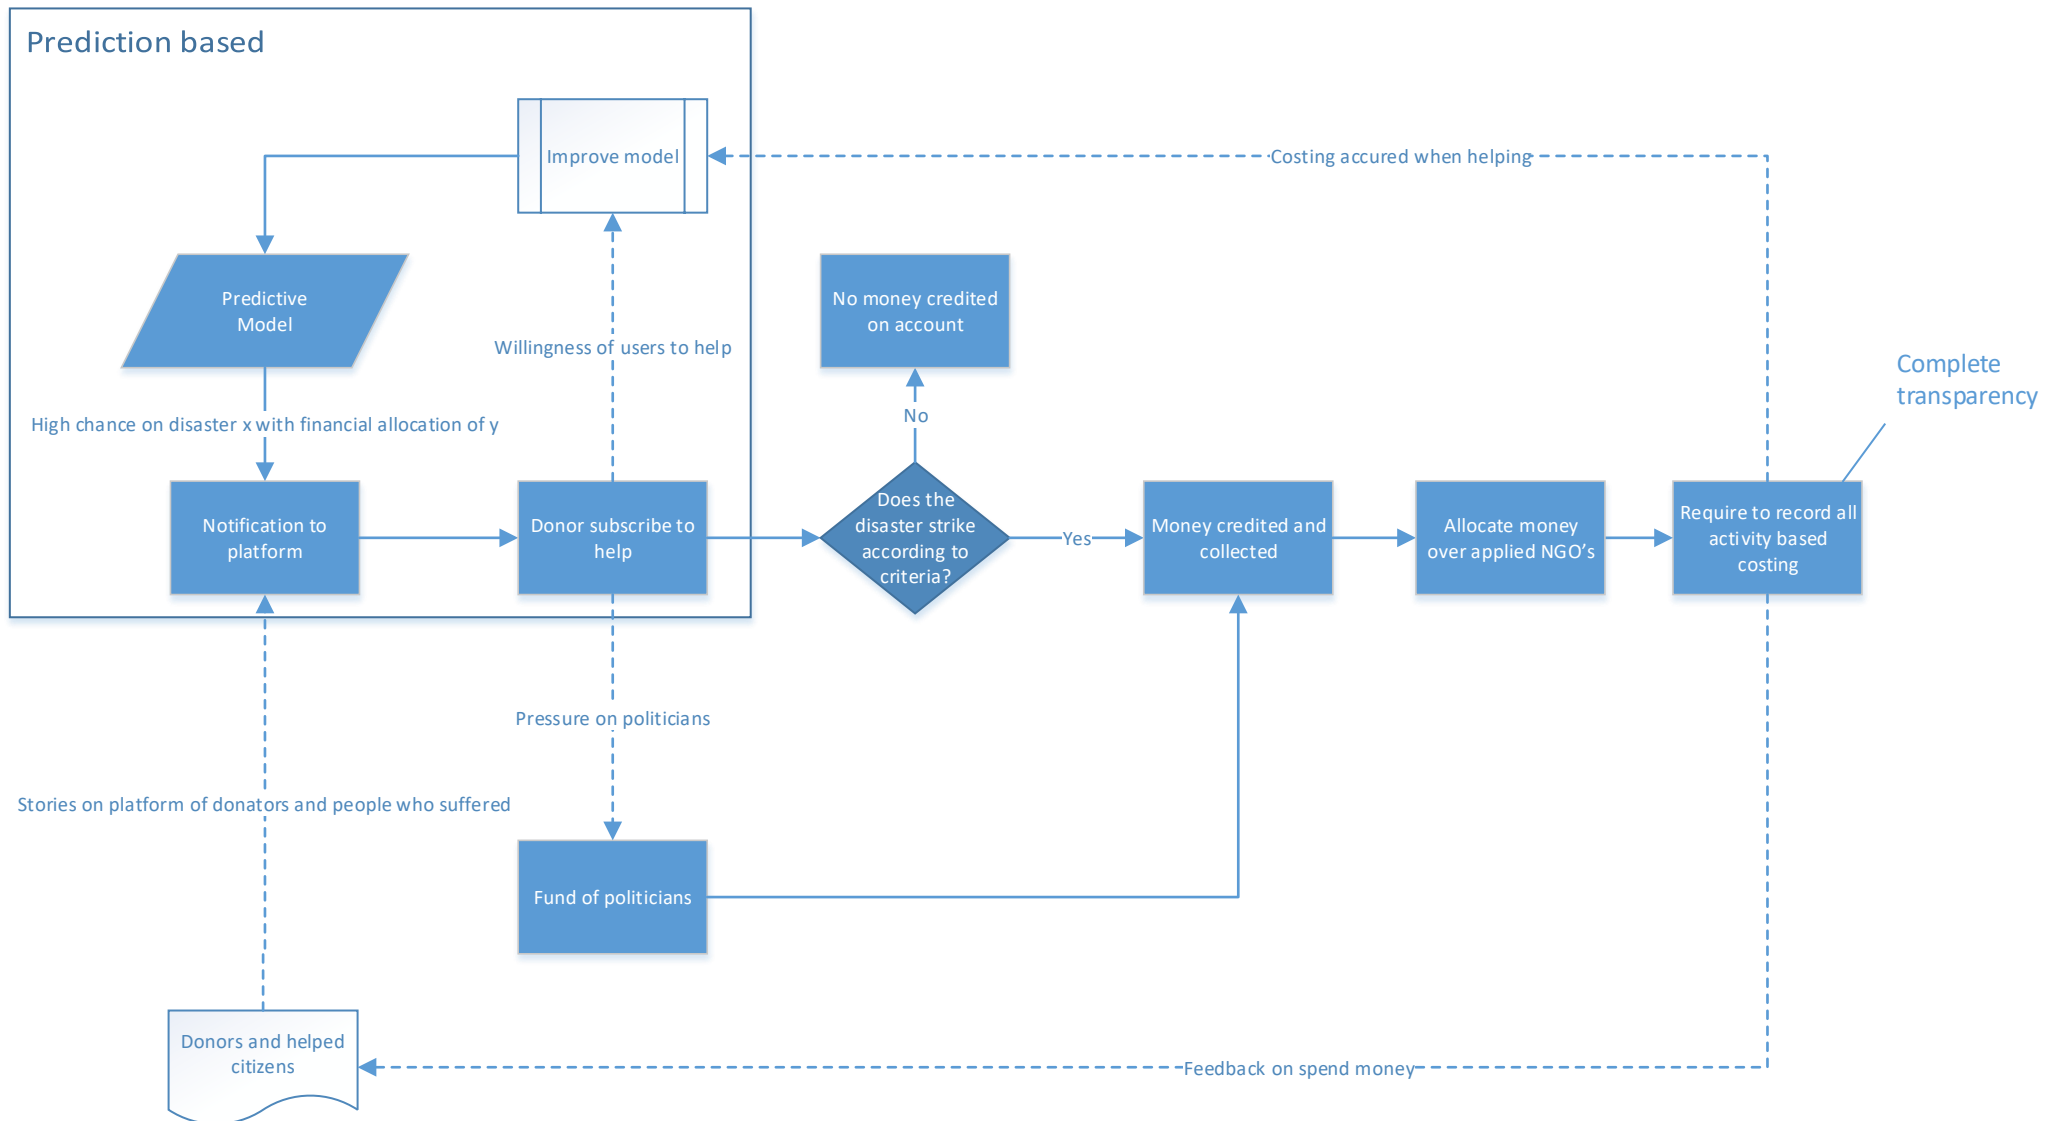 Prediction based
Improve model
Costing accured when helping
Predictive
Model
No money credited
on account
Willingness of users to help
Complete
transparency
No
High chance on disaster x with financial allocation of y
Notification to
platform
Donor subscribe to
help
Does the
disaster strike
according to
criteria?
Yes
Money credited and
collected
Allocate money
over applied NGO's
Require to record all
activity based
costing
Pressure on politicians
Stories on platform of donators and people who suffered
Fund of politicians
Donors and helped
citizens
Feedback on spend money